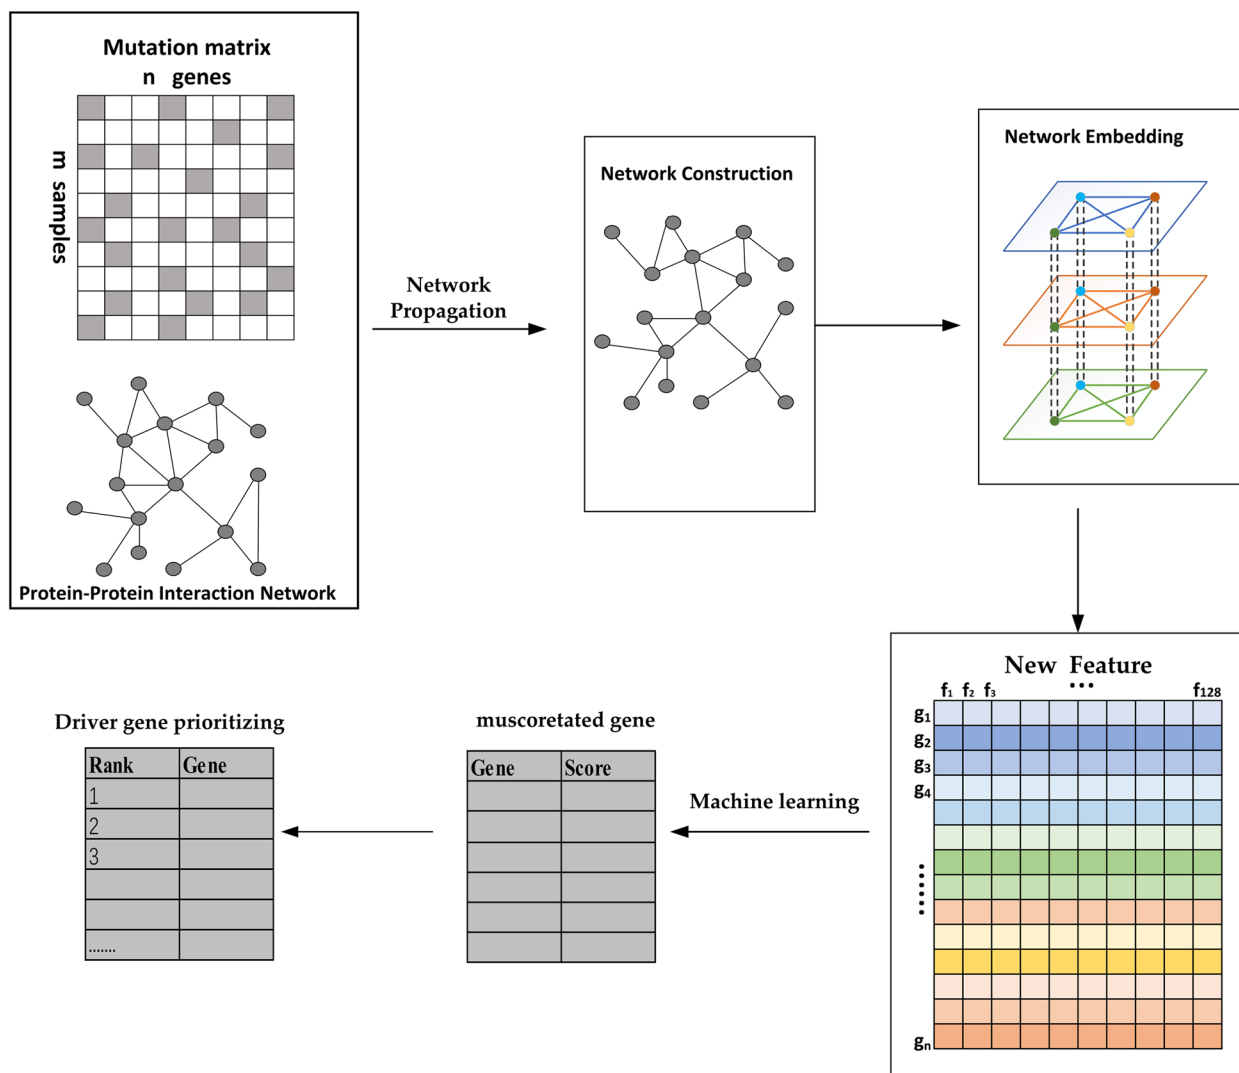 Mutation matrix
n genes
m samples
Protein-Protein Interaction Network
Network
Propagation
Network Construction
Network Embedding
New Feature
f1 f2 f3 ... f128
g1
g2
g3
g4
......
gn
Machine learning
muscoretated gene
Gene Score
Driver gene prioritizing
Rank Gene
1
2
3
.......